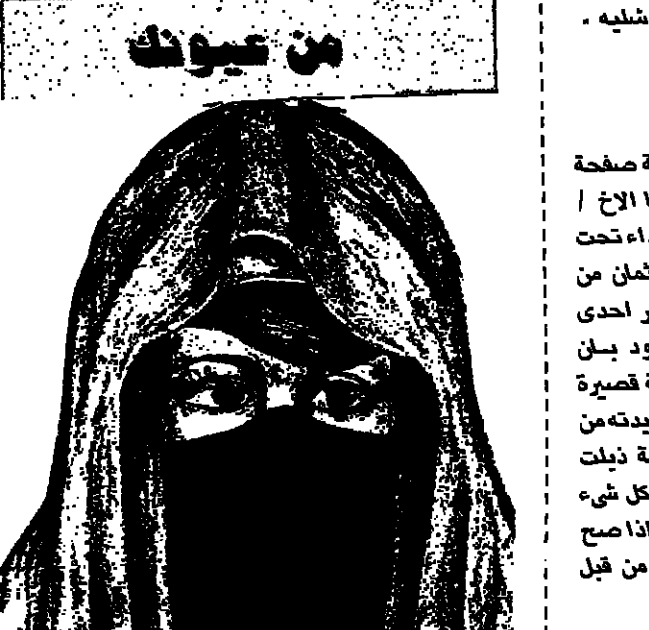 من عيونك
شليه .
ة صفحة
ا الاخ /
داء تحت
ثمان من
ر احدى
ود بان
ة قصيرة
يدته من
ة ذيلت
كل شيء
اذا صح
من قبل